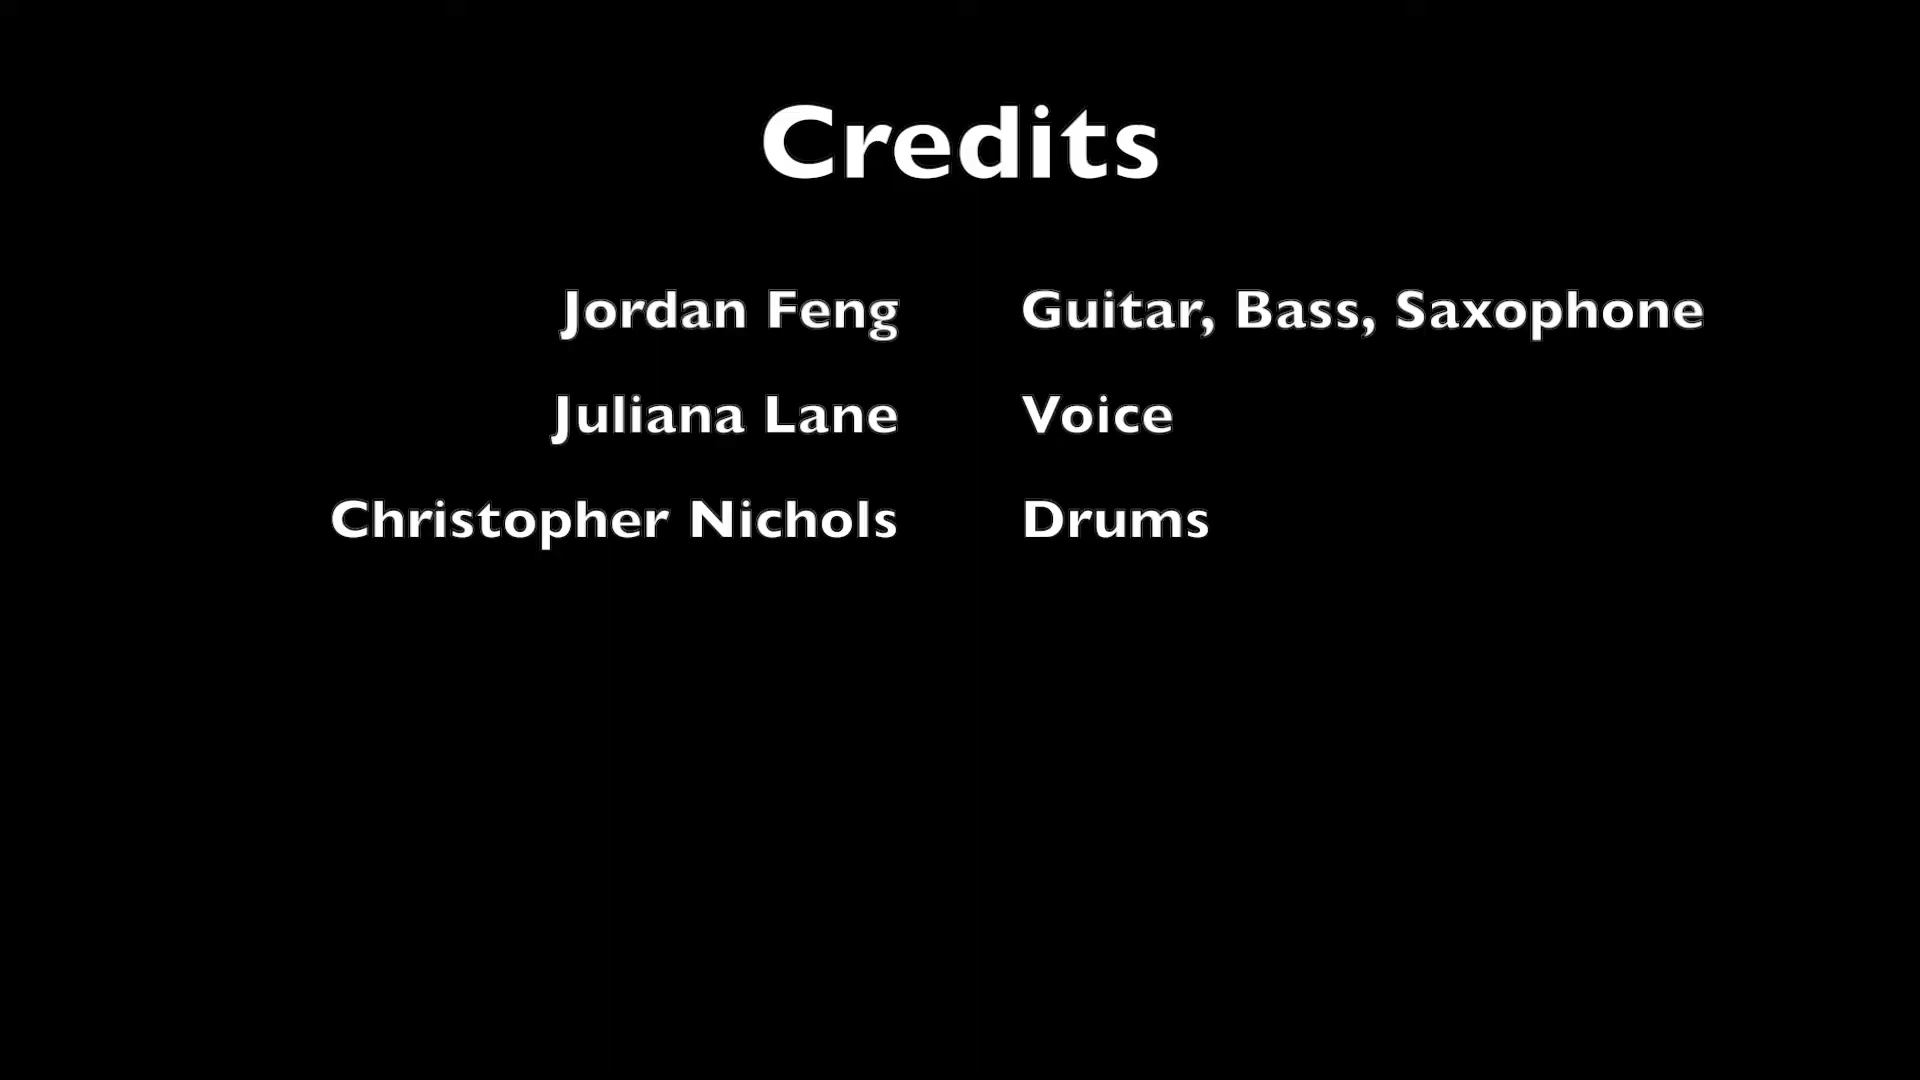 Credits
Jordan Feng Guitar, Bass, Saxophone
Juliana Lane Voice
Christopher Nichols Drums